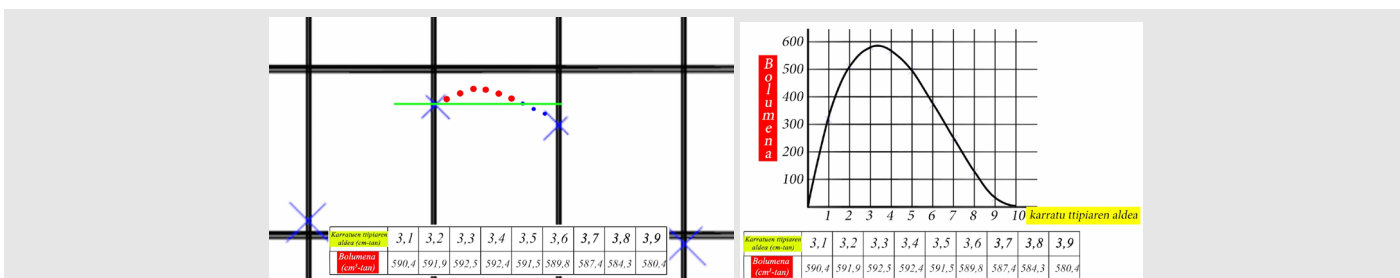 Karratuen ttipiaren aldea (cm-tan) 3,1 3,2 3,3 3,4 3,5 3,6 3,7 3,8 3,9
Bolumena (cm³-tan) 590,4 591,9 592,5 592,4 591,5 589,8 587,4 584,3 580,4
Bolumena
600
500
400
300
200
100
1 2 3 4 5 6 7 8 9 10 karratu ttipiaren aldea
Karratuen ttipiaren aldea (cm-tan) 3,1 3,2 3,3 3,4 3,5 3,6 3,7 3,8 3,9
Bolumena (cm³-tan) 590,4 591,9 592,5 592,4 591,5 589,8 587,4 584,3 580,4